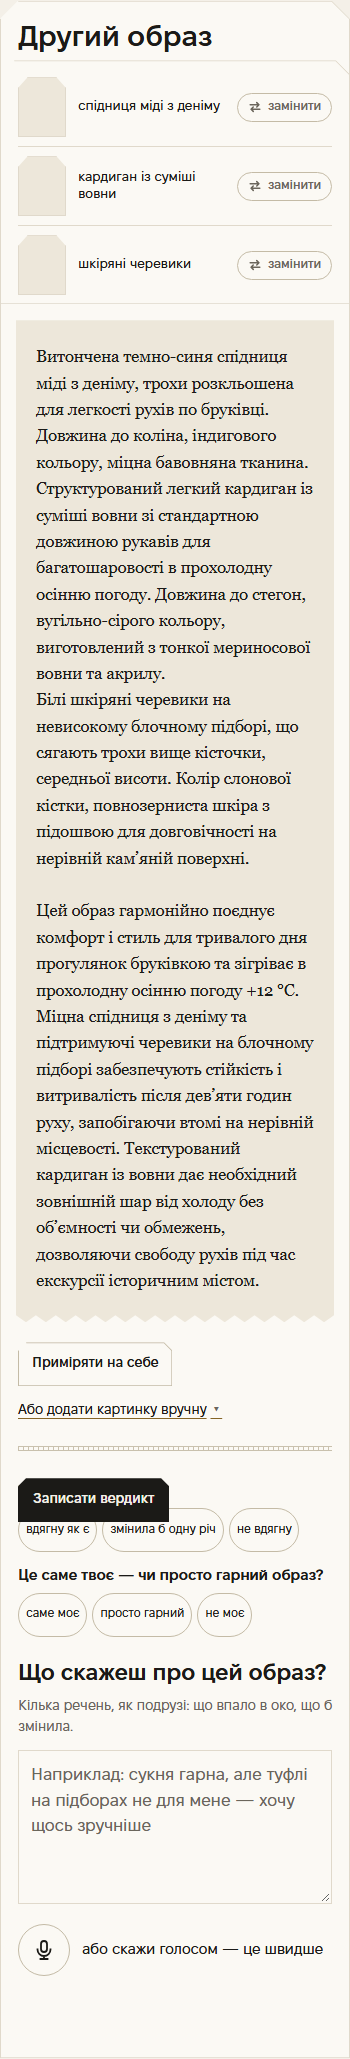 Другий образ
спідниця міді з деніму
замінити
кардиган із суміші
вовни
замінити
шкіряні черевики
замінити
Витончена темно-синя спідниця
міді з деніму, трохи розкльошена
для легкості рухів по бруківці.
Довжина до коліна, індигового
кольору, міцна бавовняна тканина.
Структурований легкий кардиган із
суміші вовни зі стандартною
довжиною рукавів для
багатошаровості в прохолодну
осінню погоду. Довжина до стегон,
вугільно-сірого кольору,
виготовлений з тонкої мериносової
вовни та акрилу.
Білі шкіряні черевики на
невисокому блочному підборі, що
сягають трохи вище кісточки,
середньої висоти. Колір слонової
кістки, повнозерниста шкіра з
підошвою для довговічності на
нерівній кам’яній поверхні.
Цей образ гармонійно поєднує
комфорт і стиль для тривалого дня
прогулянок бруківкою та зігріває в
прохолодну осінню погоду +12 °C.
Міцна спідниця з деніму та
підтримуючі черевики на блочному
підборі забезпечують стійкість і
витривалість після дев’яти годин
руху, запобігаючи втомі на нерівній
місцевості. Текстурований
кардиган із вовни дає необхідний
зовнішній шар від холоду без
об’ємності чи обмежень,
дозволяючи свободу рухів під час
екскурсії історичним містом.
Приміряти на себе
Або додати картинку вручну
Записати вердикт
вдягну як є
змінила б одну річ
не вдягну
Це саме твоє — чи просто гарний образ?
саме моє
просто гарний
не моє
Що скажеш про цей образ?
Кілька речень, як подрузі: що впало в око, що б
змінила.
Наприклад: сукня гарна, але туфлі
на підборах не для мене — хочу
щось зручніше
або скажи голосом — це швидше